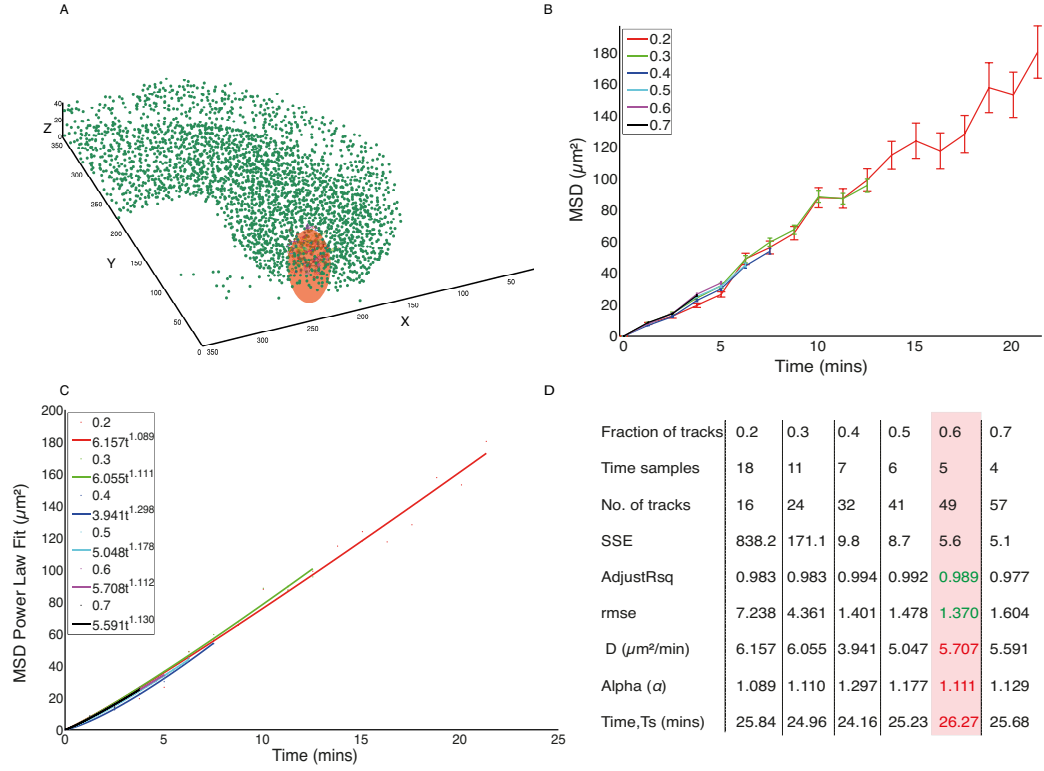 A
Z
40
20
0
350
300
250
200
150
100
50
0
Y
350
300
250
200
150
100
50
X
B
MSD (µm²)
180
160
140
120
100
80
60
40
20
0
0.2
0.3
0.4
0.5
0.6
0.7
0 5 10 15 20
Time (mins)
C
MSD Power Law Fit (µm²)
200
180
160
140
120
100
80
60
40
20
0
0.2
6.157t^1.089
0.3
6.055t^1.111
0.4
3.941t^1.298
0.5
5.048t^1.178
0.6
5.708t^1.112
0.7
5.591t^1.130
0 5 10 15 20 25
Time (mins)
D
Fraction of tracks 0.2 0.3 0.4 0.5 0.6 0.7
Time samples 18 11 7 6 5 4
No. of tracks 16 24 32 41 49 57
SSE 838.2 171.1 9.8 8.7 5.6 5.1
AdjustRsq 0.983 0.983 0.994 0.992 0.989 0.977
rmse 7.238 4.361 1.401 1.478 1.370 1.604
D (µm²/min) 6.157 6.055 3.941 5.047 5.707 5.591
Alpha (α) 1.089 1.110 1.297 1.177 1.111 1.129
Time,Ts (mins) 25.84 24.96 24.16 25.23 26.27 25.68